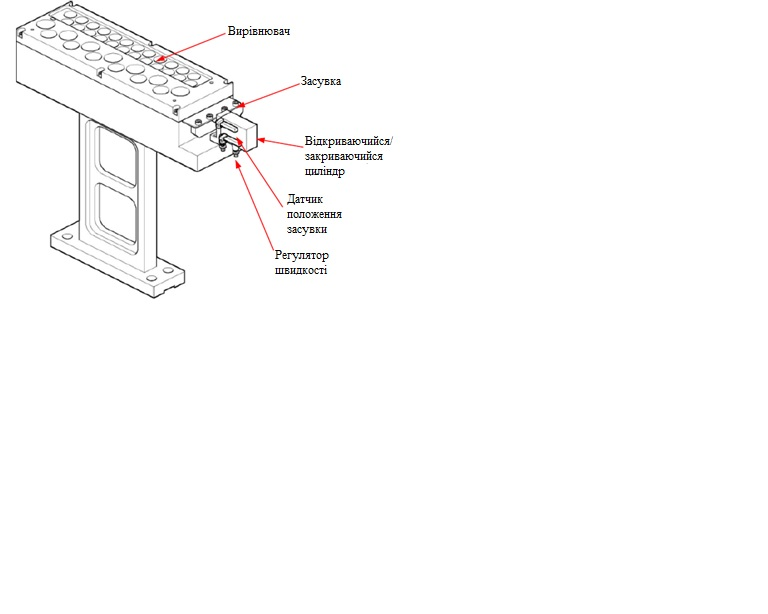 Вирівнювач
Засувка
Відкриваючийся/
закриваючийся
циліндр
Датчик
положення
засувки
Регулятор
швидкості